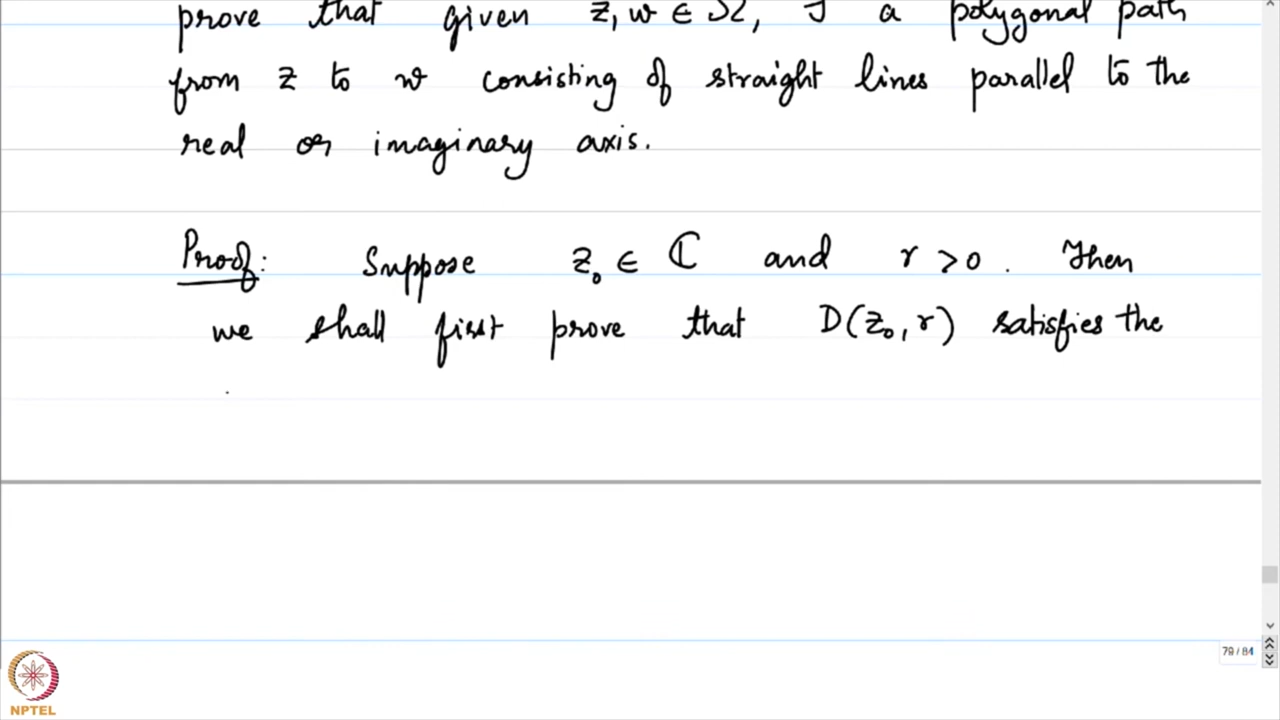 prove that given z, w ∈ Ω, ∃ a polygonal path
from z to w consisting of straight lines parallel to the
real or imaginary axis.
Proof: Suppose z₀ ∈ ℂ and r > 0. Then
we shall first prove that D(z₀, r) satisfies the
79 / 84
NPTEL